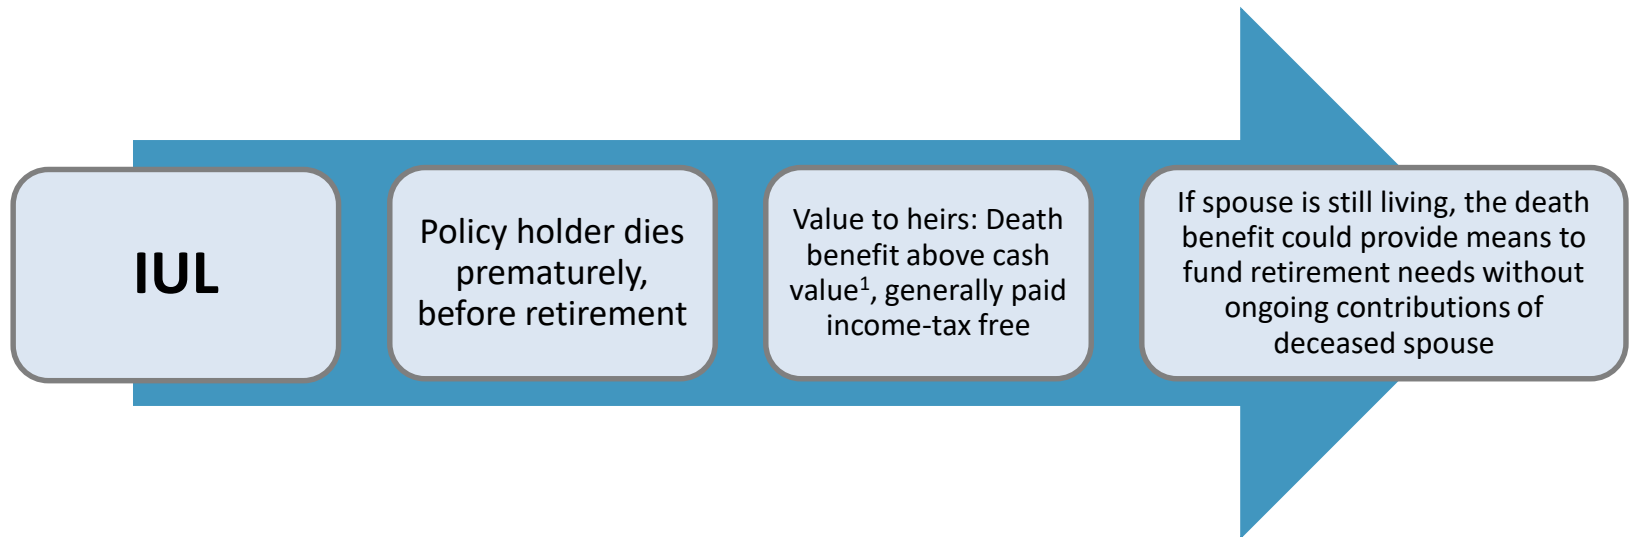 IUL
Policy holder dies
prematurely,
before retirement
Value to heirs: Death
benefit above cash
value¹, generally paid
income-tax free
If spouse is still living, the death
benefit could provide means to
fund retirement needs without
ongoing contributions of
deceased spouse